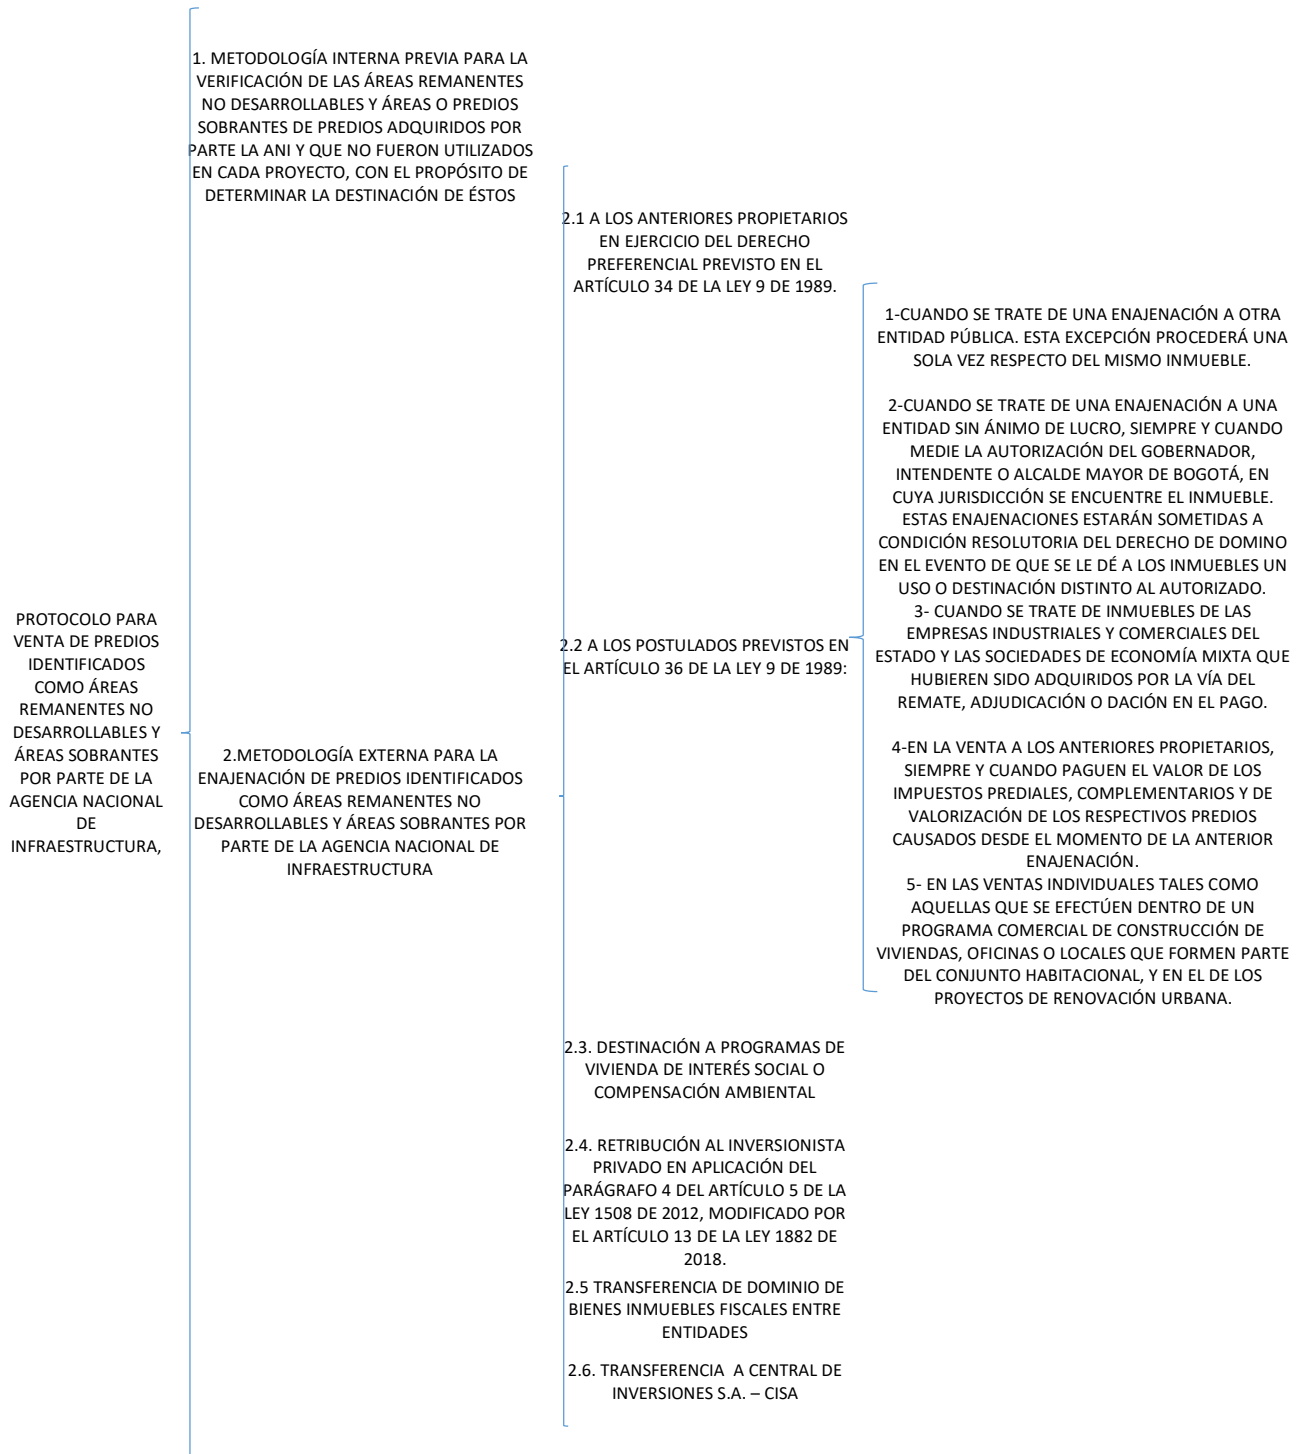 PROTOCOLO PARA
VENTA DE PREDIOS
IDENTIFICADOS
COMO ÁREAS
REMANENTES NO
DESARROLLABLES Y
ÁREAS SOBRANTES
POR PARTE DE LA
AGENCIA NACIONAL
DE
INFRAESTRUCTURA,
1. METODOLOGÍA INTERNA PREVIA PARA LA
VERIFICACIÓN DE LAS ÁREAS REMANENTES
NO DESARROLLABLES Y ÁREAS O PREDIOS
SOBRANTES DE PREDIOS ADQUIRIDOS POR
PARTE LA ANI Y QUE NO FUERON UTILIZADOS
EN CADA PROYECTO, CON EL PROPÓSITO DE
DETERMINAR LA DESTINACIÓN DE ÉSTOS
2.METODOLOGÍA EXTERNA PARA LA
ENAJENACIÓN DE PREDIOS IDENTIFICADOS
COMO ÁREAS REMANENTES NO
DESARROLLABLES Y ÁREAS SOBRANTES POR
PARTE DE LA AGENCIA NACIONAL DE
INFRAESTRUCTURA
2.1 A LOS ANTERIORES PROPIETARIOS
EN EJERCICIO DEL DERECHO
PREFERENCIAL PREVISTO EN EL
ARTÍCULO 34 DE LA LEY 9 DE 1989.
2.2 A LOS POSTULADOS PREVISTOS EN
EL ARTÍCULO 36 DE LA LEY 9 DE 1989:
1-CUANDO SE TRATE DE UNA ENAJENACIÓN A OTRA
ENTIDAD PÚBLICA. ESTA EXCEPCIÓN PROCEDERÁ UNA
SOLA VEZ RESPECTO DEL MISMO INMUEBLE.
2-CUANDO SE TRATE DE UNA ENAJENACIÓN A UNA
ENTIDAD SIN ÁNIMO DE LUCRO, SIEMPRE Y CUANDO
MEDIE LA AUTORIZACIÓN DEL GOBERNADOR,
INTENDENTE O ALCALDE MAYOR DE BOGOTÁ, EN
CUYA JURISDICCIÓN SE ENCUENTRE EL INMUEBLE.
ESTAS ENAJENACIONES ESTARÁN SOMETIDAS A
CONDICIÓN RESOLUTORIA DEL DERECHO DE DOMINO
EN EL EVENTO DE QUE SE LE DÉ A LOS INMUEBLES UN
USO O DESTINACIÓN DISTINTO AL AUTORIZADO.
3- CUANDO SE TRATE DE INMUEBLES DE LAS
EMPRESAS INDUSTRIALES Y COMERCIALES DEL
ESTADO Y LAS SOCIEDADES DE ECONOMÍA MIXTA QUE
HUBIEREN SIDO ADQUIRIDOS POR LA VÍA DEL
REMATE, ADJUDICACIÓN O DACIÓN EN EL PAGO.
4-EN LA VENTA A LOS ANTERIORES PROPIETARIOS,
SIEMPRE Y CUANDO PAGUEN EL VALOR DE LOS
IMPUESTOS PREDIALES, COMPLEMENTARIOS Y DE
VALORIZACIÓN DE LOS RESPECTIVOS PREDIOS
CAUSADOS DESDE EL MOMENTO DE LA ANTERIOR
ENAJENACIÓN.
5- EN LAS VENTAS INDIVIDUALES TALES COMO
AQUELLAS QUE SE EFECTÚEN DENTRO DE UN
PROGRAMA COMERCIAL DE CONSTRUCCIÓN DE
VIVIENDAS, OFICINAS O LOCALES QUE FORMEN PARTE
DEL CONJUNTO HABITACIONAL, Y EN EL DE LOS
PROYECTOS DE RENOVACIÓN URBANA.
2.3. DESTINACIÓN A PROGRAMAS DE
VIVIENDA DE INTERÉS SOCIAL O
COMPENSACIÓN AMBIENTAL
2.4. RETRIBUCIÓN AL INVERSIONISTA
PRIVADO EN APLICACIÓN DEL
PARÁGRAFO 4 DEL ARTÍCULO 5 DE LA
LEY 1508 DE 2012, MODIFICADO POR
EL ARTÍCULO 13 DE LA LEY 1882 DE
2018.
2.5 TRANSFERENCIA DE DOMINIO DE
BIENES INMUEBLES FISCALES ENTRE
ENTIDADES
2.6. TRANSFERENCIA A CENTRAL DE
INVERSIONES S.A. – CISA